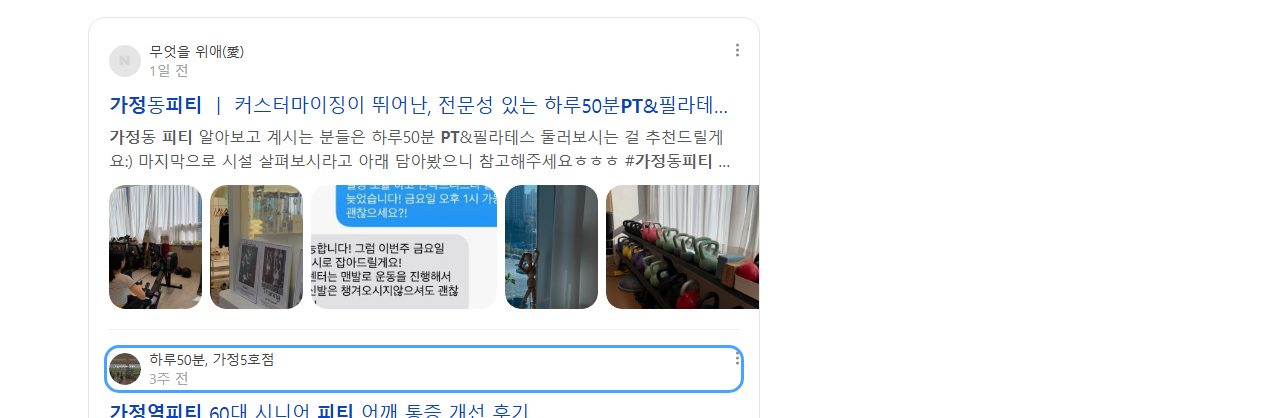 무엇을 위애(愛)
1일 전
가정동피티 | 커스터마이징이 뛰어난, 전문성 있는 하루50분PT&필라테...
가정동 피티 알아보고 계시는 분들은 하루50분 PT&필라테스 둘러보시는 걸 추천드릴게
요:) 마지막으로 시설 살펴보시라고 아래 담아봤으니 참고해주세요ㅎㅎㅎ #가정동피티 ...
늦었습니다! 금요일 오후 1시 가능
괜찮으세요?!
능합니다! 그럼 이번주 금요일
시로 잡아드릴게요!
센터는 맨발로 운동을 진행해서
신발은 챙겨오시지않으셔도 괜찮
하루50분, 가정5호점
3주 전
가정역피티 60대 시니어 피티 어깨 통증 개선 후기